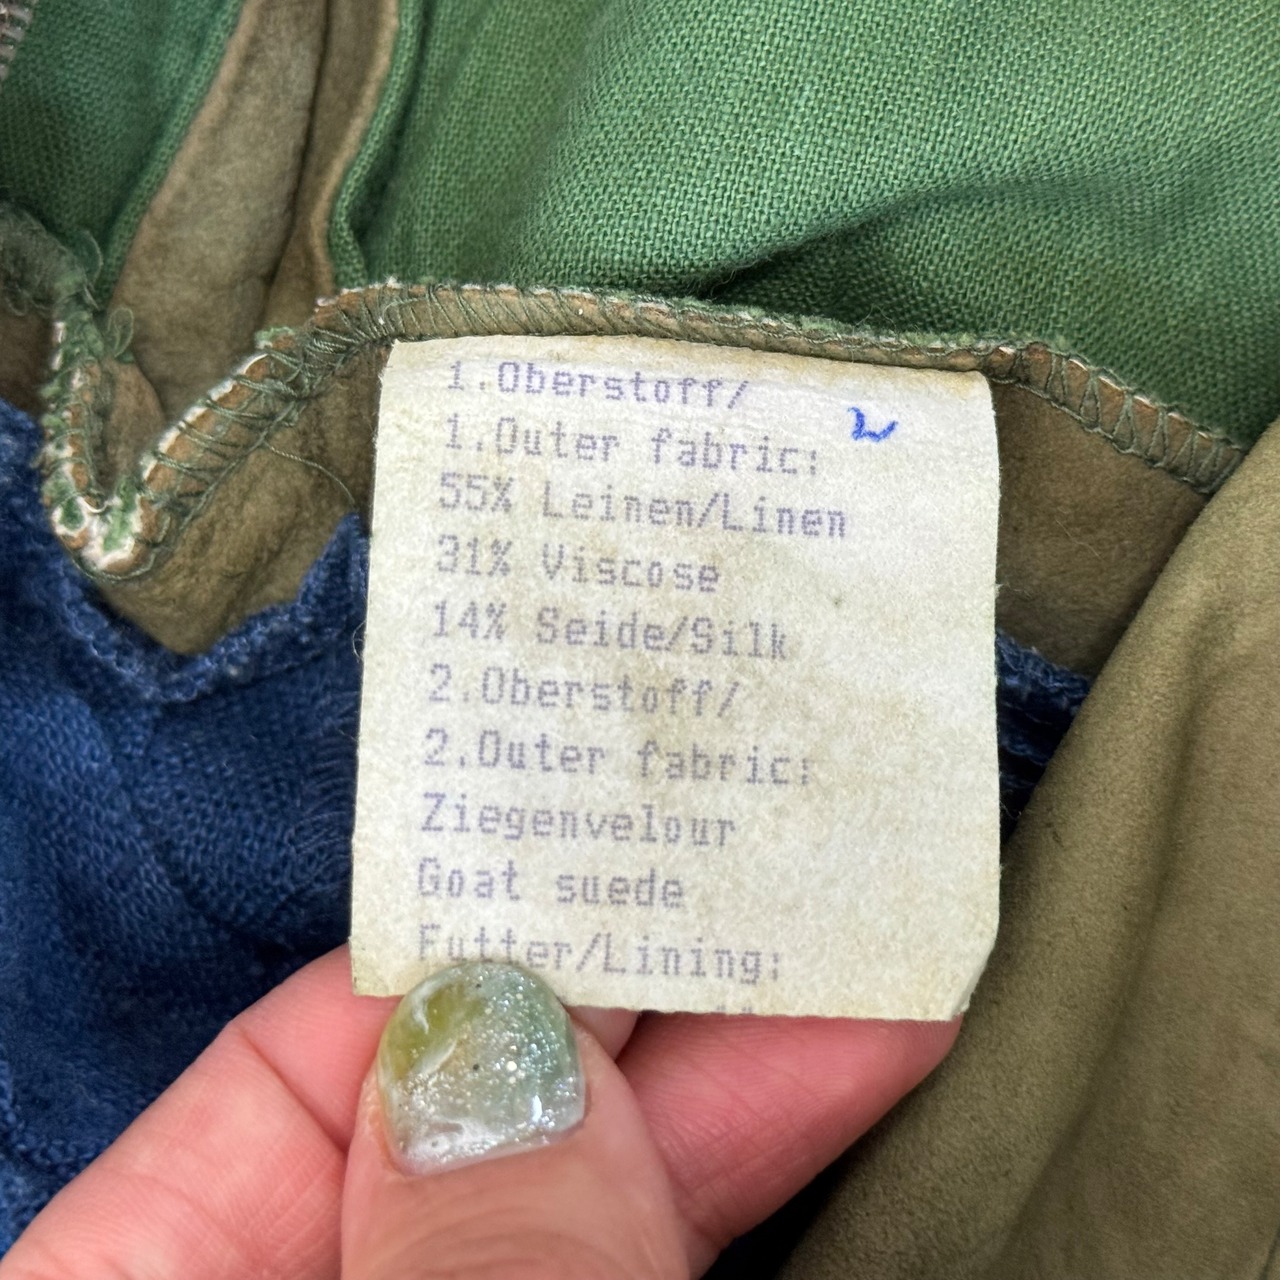 1.Oberstoff/
1.Outer fabric:
55% Leinen/Linen
31% Viscose
14% Seide/Silk
2.Oberstoff/
2.Outer fabric:
Ziegenvelour
Goat suede
Futter/Lining: